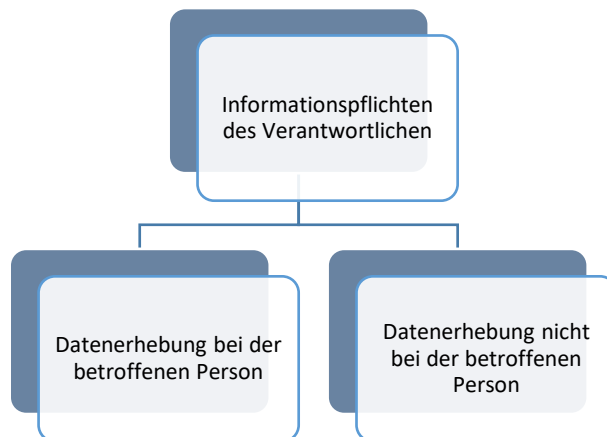 Informationspflichten
des Verantwortlichen
Datenerhebung bei der
betroffenen Person
Datenerhebung nicht
bei der betroffenen
Person